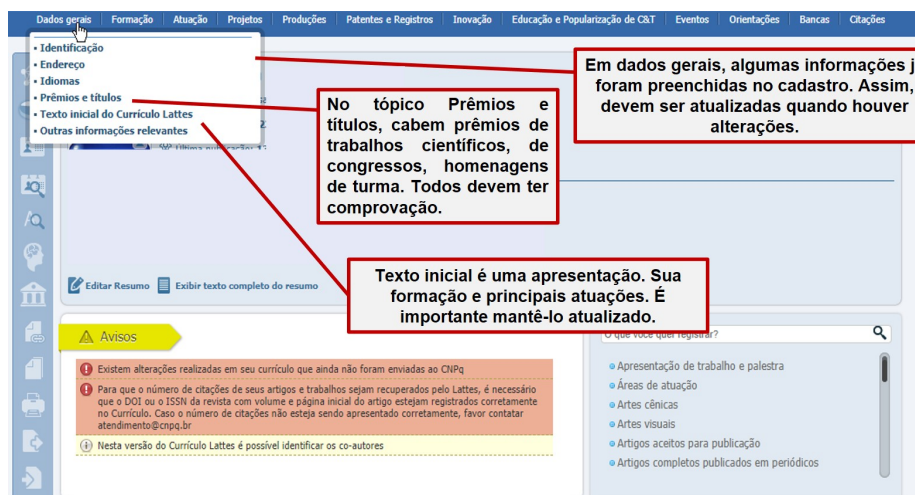 Dados gerais Formação Atuação Projetos Produções Patentes e Registros Inovação Educação e Popularização de C&T Eventos Orientações Bancas Citações
• Identificação
• Endereço
• Idiomas
• Prêmios e títulos
• Texto inicial do Currículo Lattes
• Outras informações relevantes
Em dados gerais, algumas informações
foram preenchidas no cadastro. Assim,
devem ser atualizadas quando houver
alterações.
No tópico Prêmios e
títulos, cabem prêmios de
trabalhos científicos, de
congressos, homenagens
de turma. Todos devem ter
comprovação.
Texto inicial é uma apresentação. Sua
formação e principais atuações. É
importante mantê-lo atualizado.
Editar Resumo Exibir texto completo do resumo
Avisos
Existem alterações realizadas em seu currículo que ainda não foram enviadas ao CNPq
Para que o número de citações de seus artigos e trabalhos sejam recuperados pelo Lattes, é necessário
que o DOI ou o ISSN da revista com volume e página inicial do artigo estejam registrados corretamente
no Currículo. Caso o número de citações não esteja sendo apresentado corretamente, favor contatar
atendimento@cnpq.br
Nesta versão do Currículo Lattes é possível identificar os co-autores
O que você quer registrar?
Apresentação de trabalho e palestra
Áreas de atuação
Artes cênicas
Artes visuais
Artigos aceitos para publicação
Artigos completos publicados em periódicos